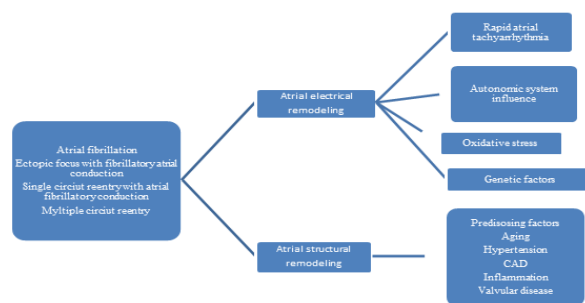 Atrial fibrillation
Ectopic focus with fibrillatory atrial
conduction
Single circiut reentry with atrial
fibrillatory conduction
Myltiple circiut reentry
Atrial electrical
remodeling
Rapid atrial
tachyarrhythmia
Autonomic system
influence
Oxidative stress
Genetic factors
Atrial structural
remodeling
Predisosing factors
Aging
Hypertension
CAD
Inflammation
Valvular disease